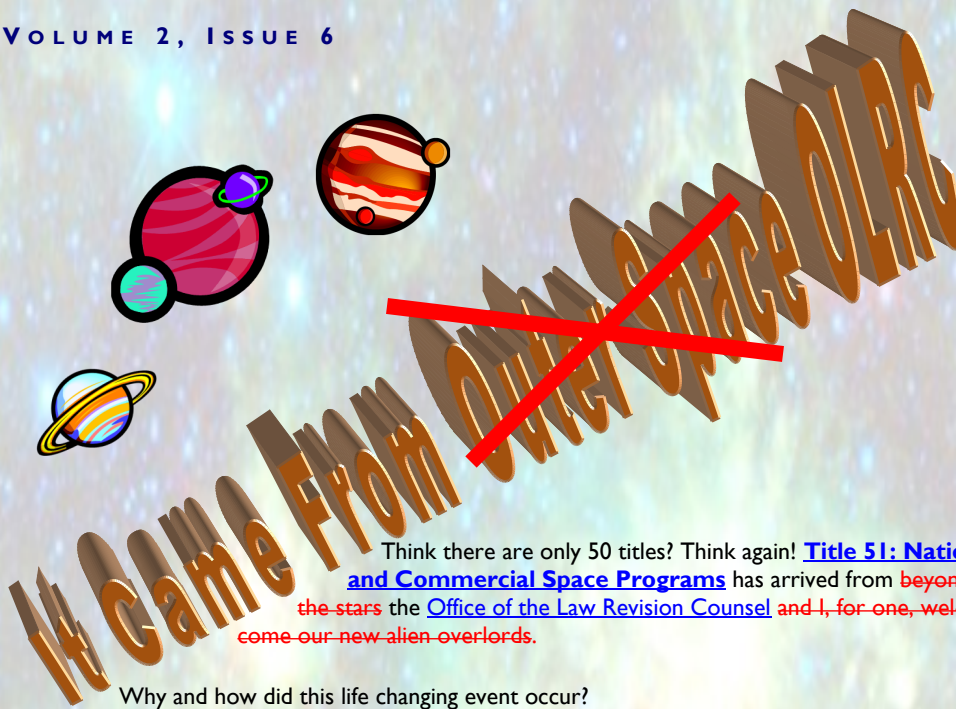 VOLUME 2, ISSUE 6
It Came From Outer Space OLRC
Think there are only 50 titles? Think again! Title 51: Natio
and Commercial Space Programs has arrived from beyon
the stars the Office of the Law Revision Counsel and I, for one, wel
come our new alien overlords.
Why and how did this life changing event occur?